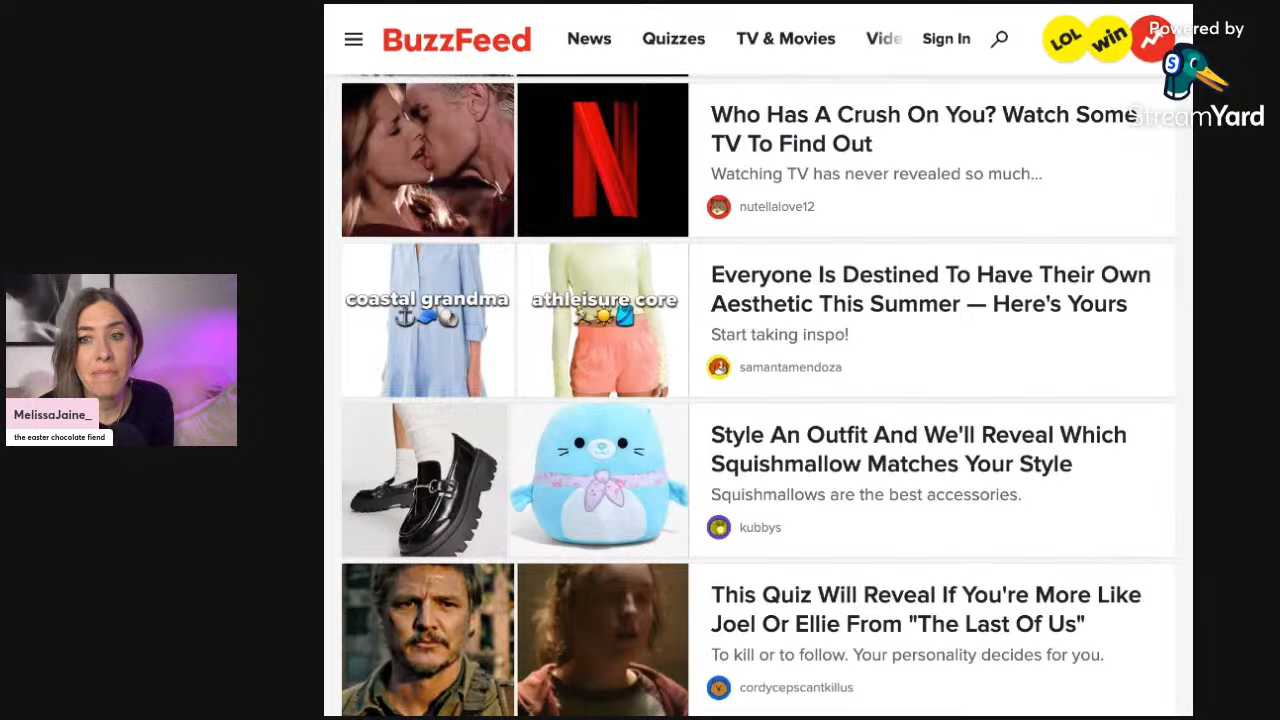 BuzzFeed
News
Quizzes
TV & Movies
Vide
Sign In
LOL
win
Powered by
StreamYard
Who Has A Crush On You? Watch Some
TV To Find Out
Watching TV has never revealed so much...
nutellalove12
coastal grandma
athleisure core
Everyone Is Destined To Have Their Own
Aesthetic This Summer — Here's Yours
Start taking inspo!
samantamendoza
MelissaJaine_
the easter chocolate fiend
Style An Outfit And We'll Reveal Which
Squishmallow Matches Your Style
Squishmallows are the best accessories.
kubbys
This Quiz Will Reveal If You're More Like
Joel Or Ellie From "The Last Of Us"
To kill or to follow. Your personality decides for you.
cordycepscantkillus